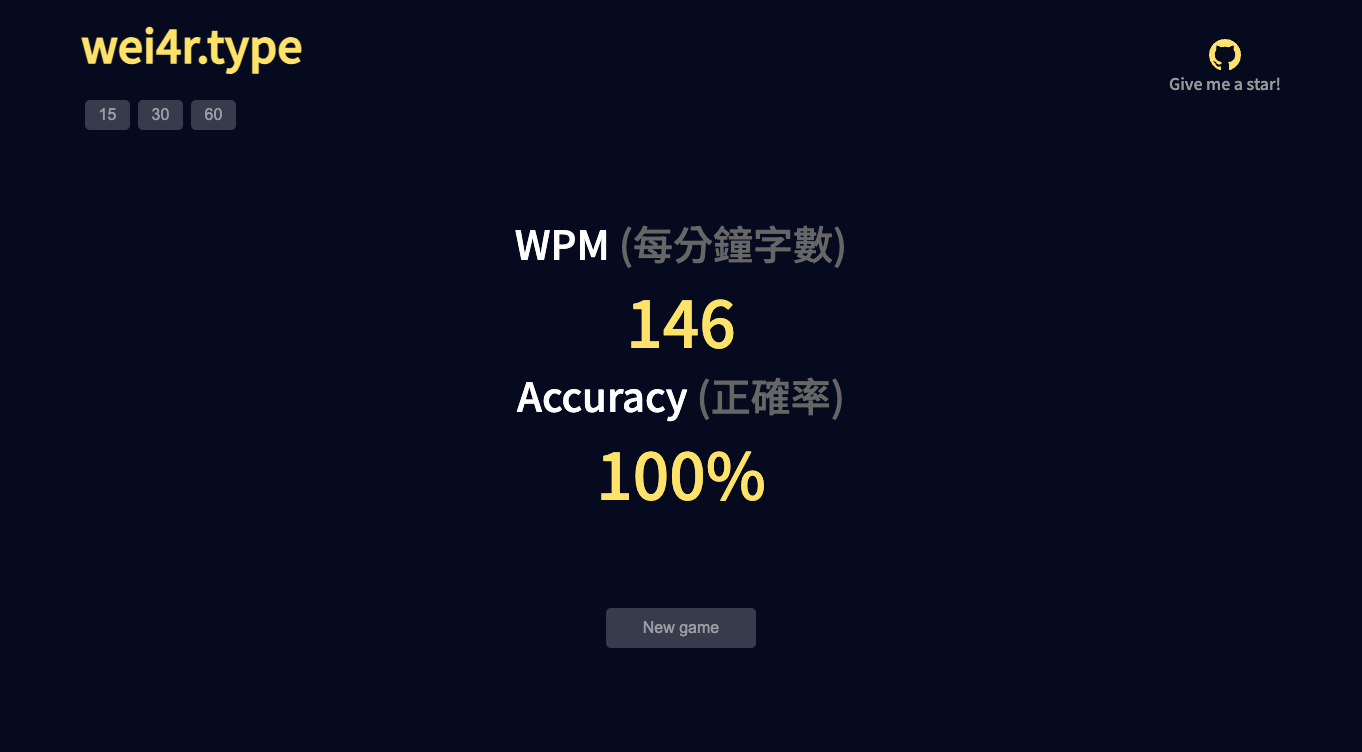 wei4r.type
Give me a star!
15 30 60
WPM (每分鐘字數)
146
Accuracy (正確率)
100%
New game